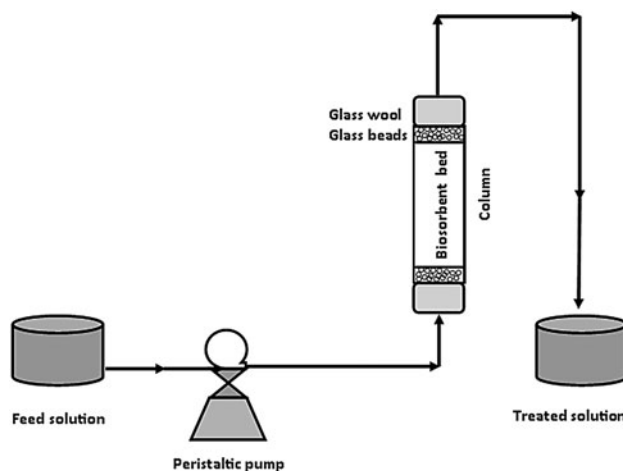 Glass wool
Glass beads
Biosorbent bed
Column
Feed solution
Peristaltic pump
Treated solution